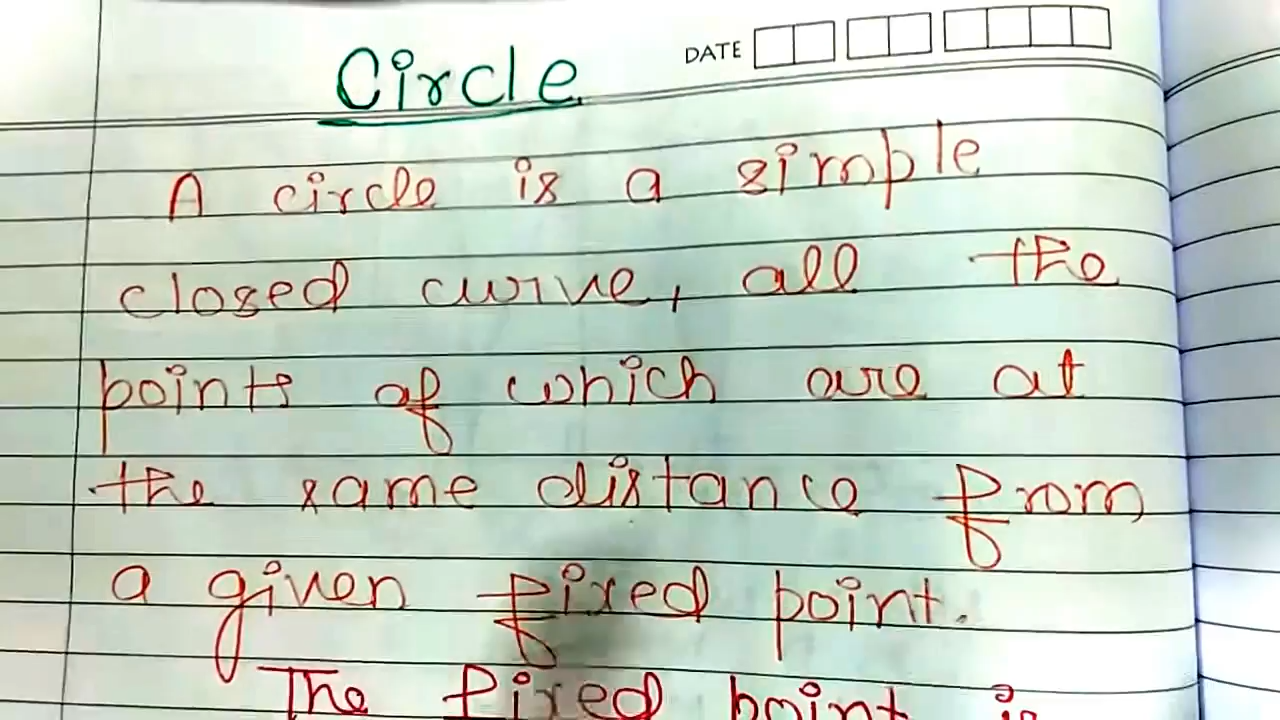 DATE
Circle
A circle is a simple
closed curve, all the
points of which are at
the same distance from
a given fixed point.
The fixed point is